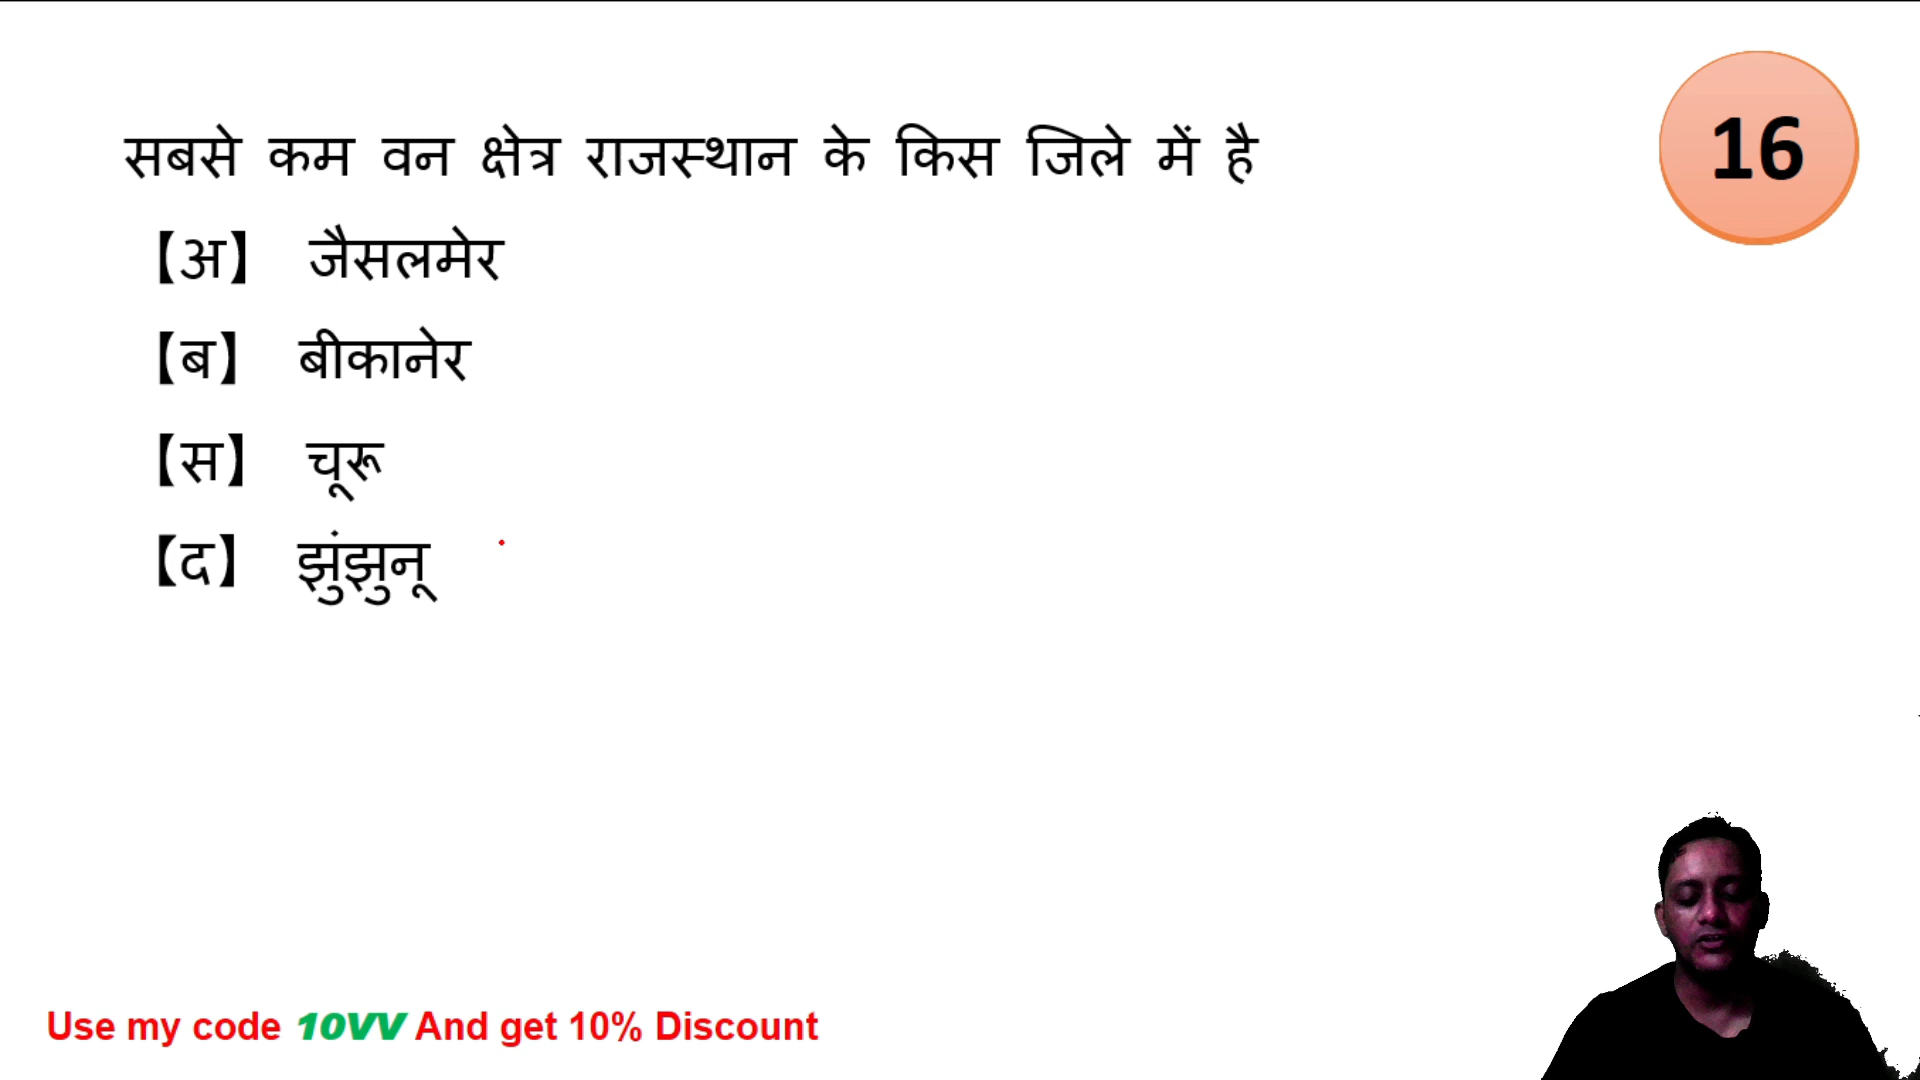 सबसे कम वन क्षेत्र राजस्थान के किस जिले में है
16
【अ】 जैसलमेर
【ब】 बीकानेर
【स】 चूरू
【द】 झुंझुनू
Use my code 10VV And get 10% Discount